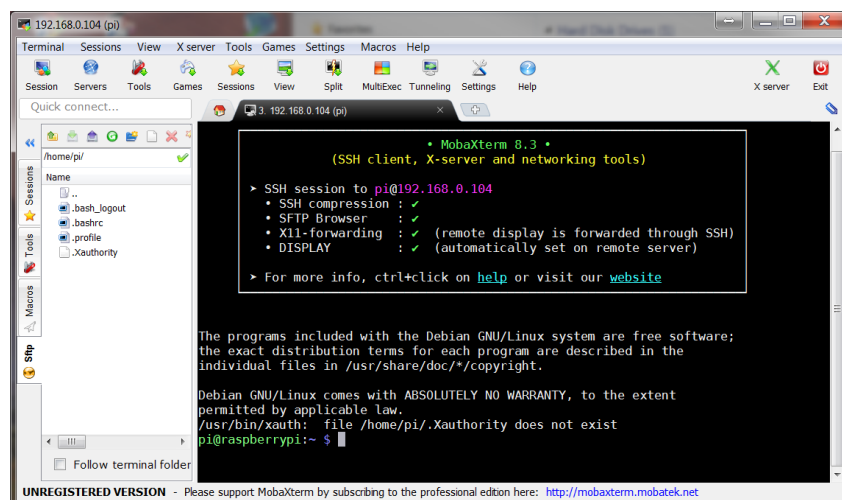 192.168.0.104 (pi)
Terminal Sessions View X server Tools Games Settings Macros Help
Session Servers Tools Games Sessions View Split MultiExec Tunneling Settings Help X server Exit
Quick connect...
3. 192.168.0.104 (pi)
/home/pi/
Name
..
.bash_logout
.bashrc
.profile
.Xauthority
Sessions
Tools
Macros
Sftp
Follow terminal folder
• MobaXterm 8.3 •
(SSH client, X-server and networking tools)
➤ SSH session to pi@192.168.0.104
• SSH compression : ✔
• SFTP Browser : ✔
• X11-forwarding : ✔ (remote display is forwarded through SSH)
• DISPLAY : ✔ (automatically set on remote server)
➤ For more info, ctrl+click on help or visit our website
The programs included with the Debian GNU/Linux system are free software;
the exact distribution terms for each program are described in the
individual files in /usr/share/doc/*/copyright.
Debian GNU/Linux comes with ABSOLUTELY NO WARRANTY, to the extent
permitted by applicable law.
/usr/bin/xauth: file /home/pi/.Xauthority does not exist
pi@raspberrypi:~ $
UNREGISTERED VERSION - Please support MobaXterm by subscribing to the professional edition here: http://mobaxterm.mobatek.net